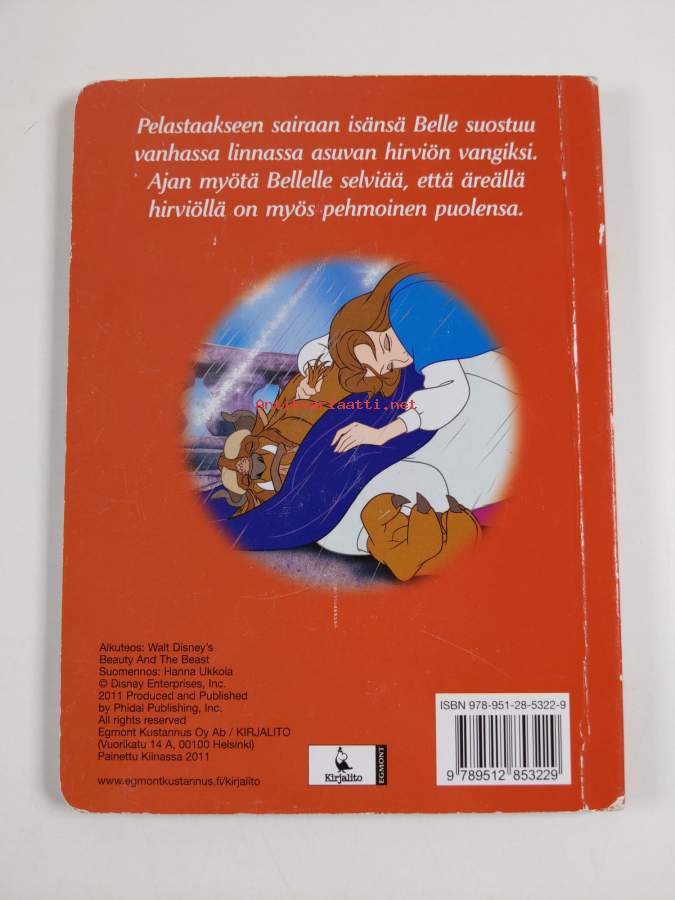 Pelastaakseen sairaan isänsä Belle suostuu
vanhassa linnassa asuvan hirviön vangiksi.
Ajan myötä Bellelle selviää, että äreällä
hirviöllä on myös pehmoinen puolensa.
Antikvariaatti.net
Alkuteos: Walt Disney's
Beauty And The Beast
Suomennos: Hanna Ukkola
© Disney Enterprises, Inc.
2011 Produced and Published
by Phidal Publishing, Inc.
All rights reserved
Egmont Kustannus Oy Ab / KIRJALITO
(Vuorikatu 14 A, 00100 Helsinki)
Painettu Kiinassa 2011
www.egmontkustannus.fi/kirjalito
Kirjalito
EGMONT
ISBN 978-951-28-5322-9
9 789512 853229